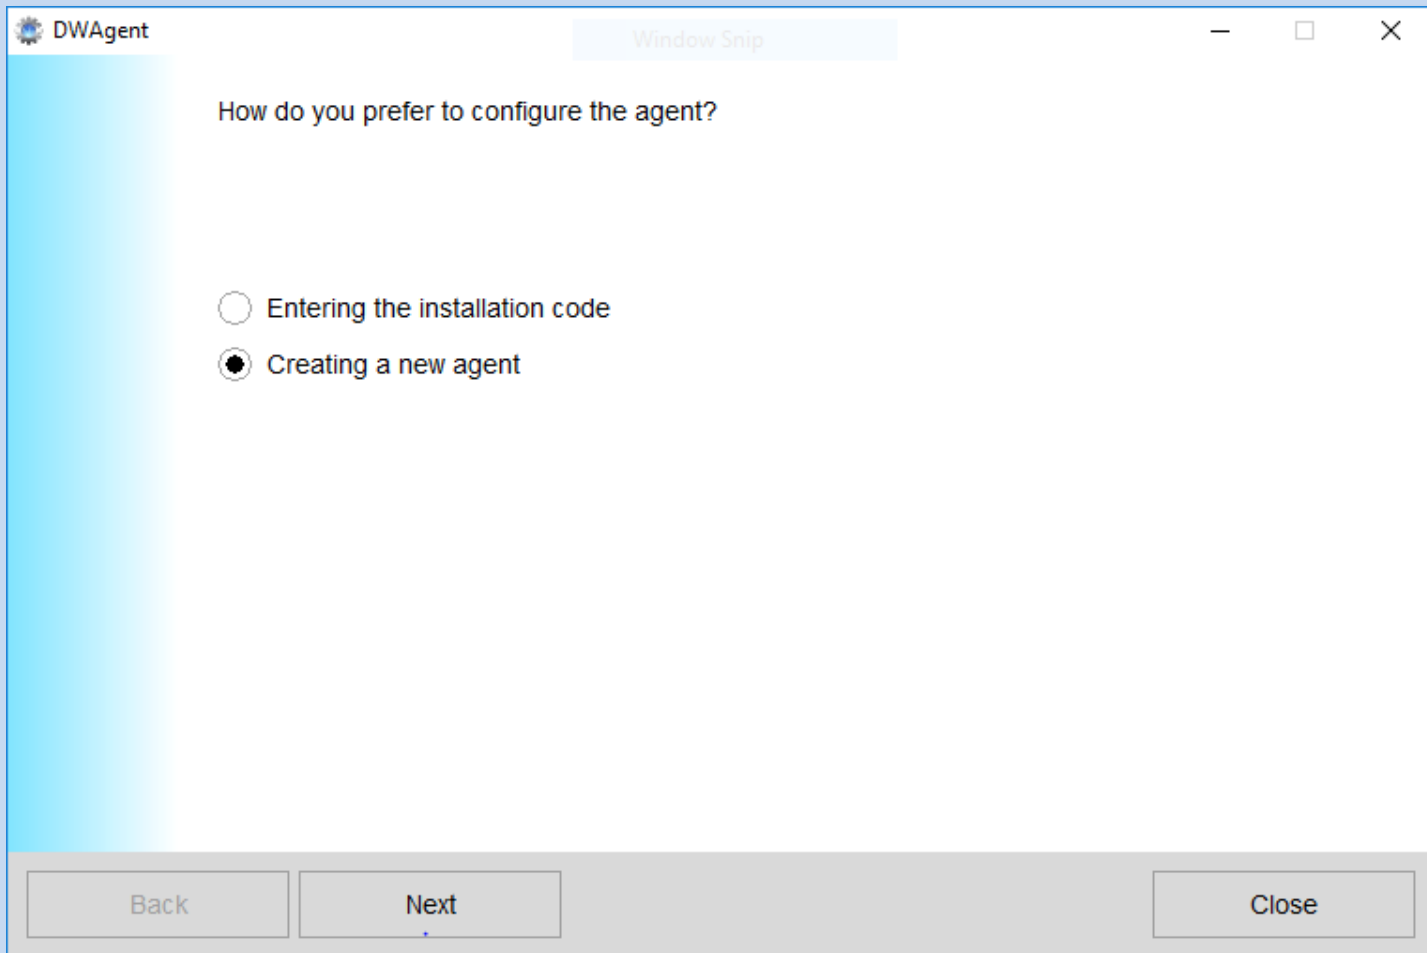 DWAgent
Window Snip
How do you prefer to configure the agent?
Entering the installation code
Creating a new agent
Back
Next
Close